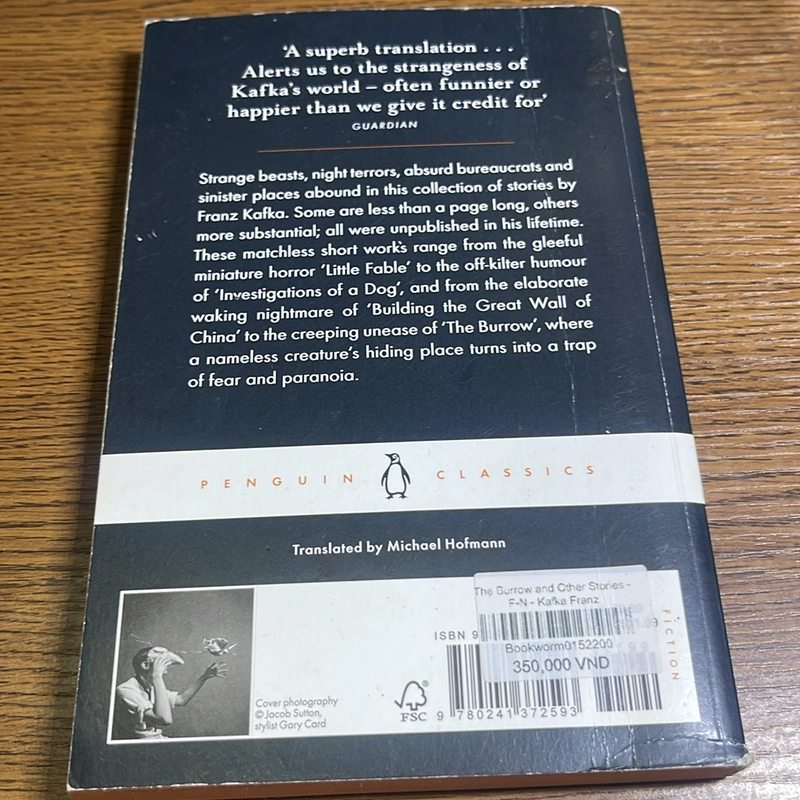 'A superb translation . . .
Alerts us to the strangeness of
Kafka's world – often funnier or
happier than we give it credit for'
GUARDIAN
Strange beasts, night terrors, absurd bureaucrats and
sinister places abound in this collection of stories by
Franz Kafka. Some are less than a page long, others
more substantial; all were unpublished in his lifetime.
These matchless short works range from the gleeful
miniature horror 'Little Fable' to the off-kilter humour
of 'Investigations of a Dog', and from the elaborate
waking nightmare of 'Building the Great Wall of
China' to the creeping unease of 'The Burrow', where
a nameless creature's hiding place turns into a trap
of fear and paranoia.
PENGUIN CLASSICS
Translated by Michael Hofmann
The Burrow and Other Stories -
F-N - Kafka Franz
ISBN 9
9
Bookworm0152200
350,000 VND
FICTION
Cover photography
© Jacob Sutton,
stylist Gary Card
FSC
9 780241 372593